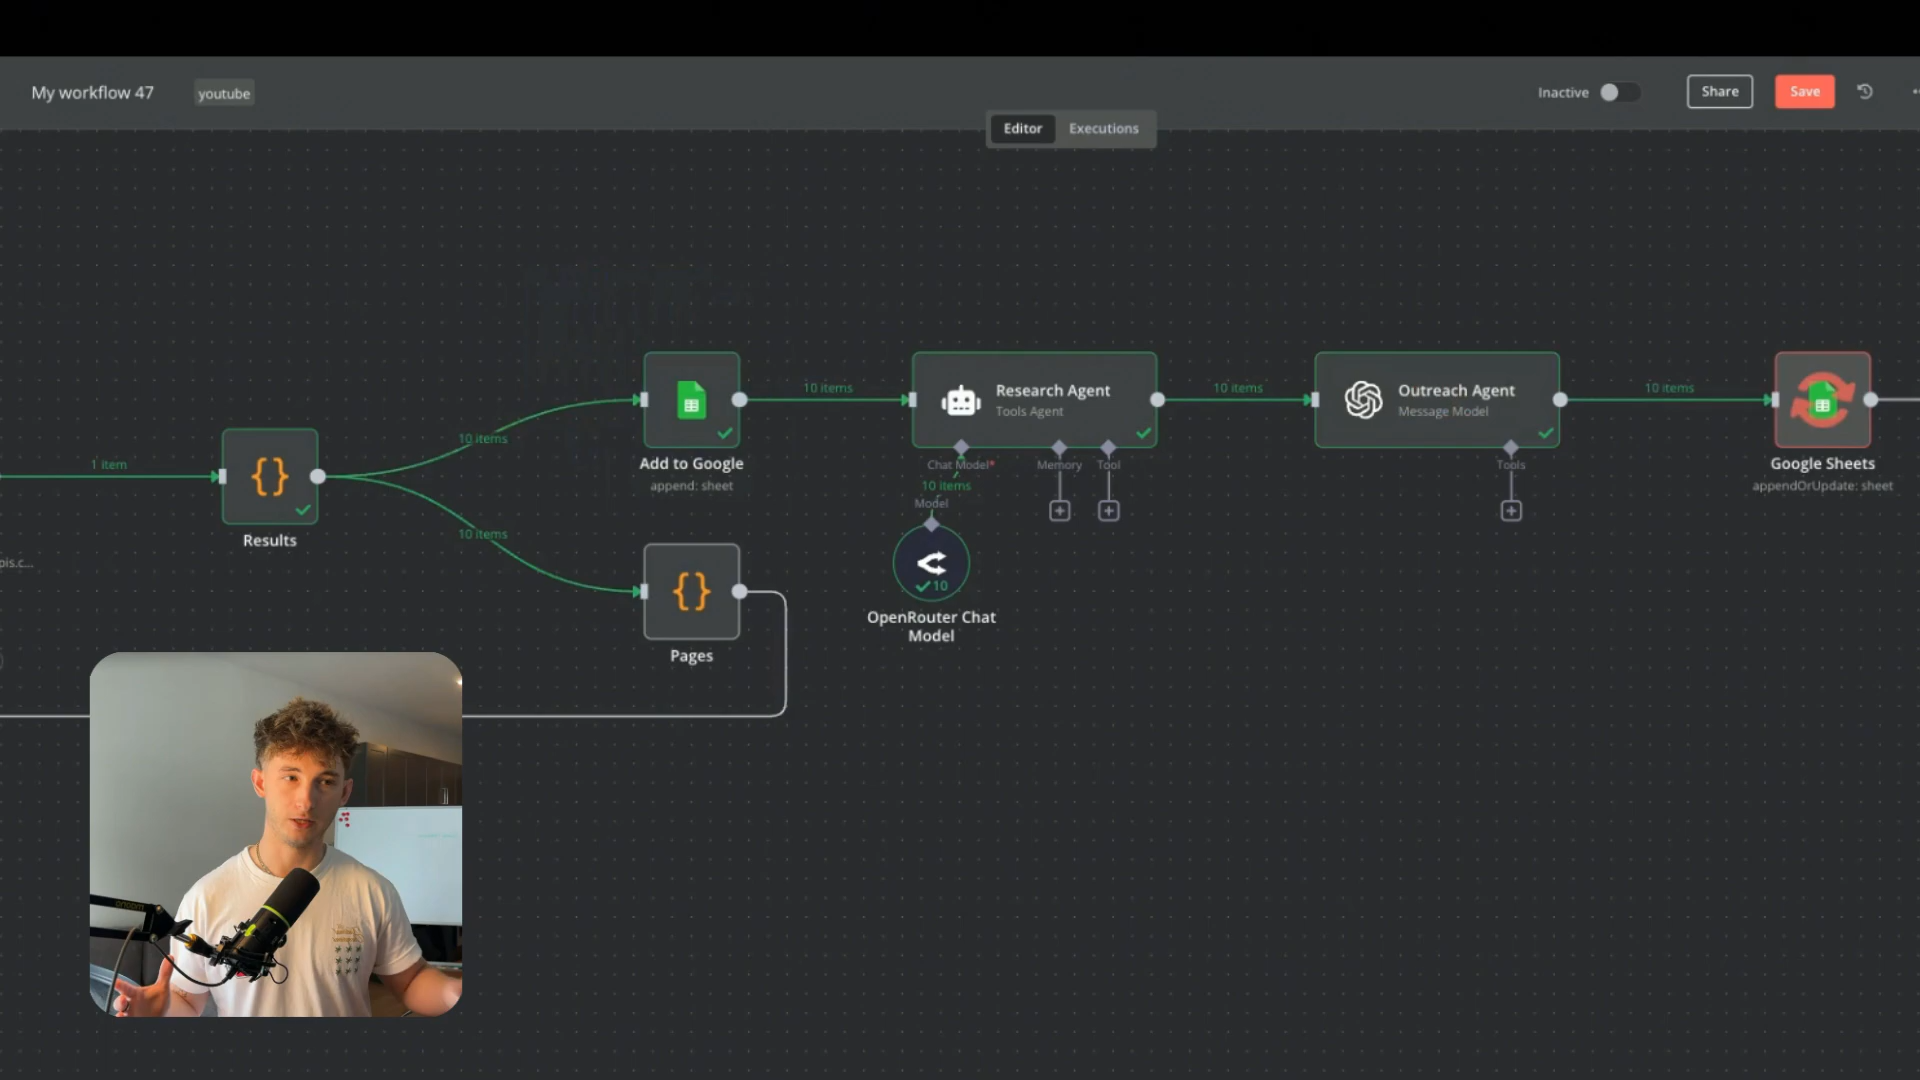 My workflow 47
youtube
Inactive
Share
Save
Editor
Executions
1 item
Results
10 items
10 items
Add to Google
append: sheet
10 items
Research Agent
Tools Agent
Chat Model*
Memory
Tool
10 items
Model
10
OpenRouter Chat
Model
10 items
Outreach Agent
Message Model
Tools
10 items
Google Sheets
appendOrUpdate: sheet
Pages
pis.c...